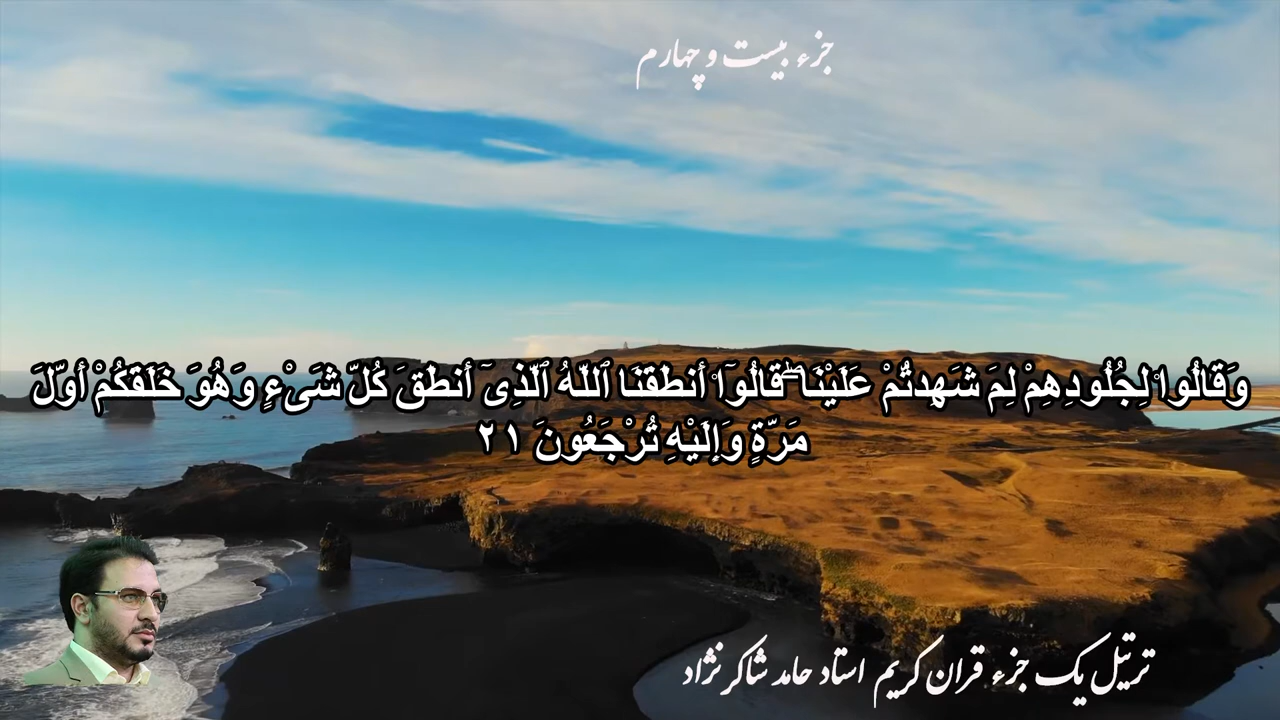 جزء بیست و چهارم
وَقَالُوا۟ لِجُلُودِهِمْ لِمَ شَهِدتُّمْ عَلَيْنَا ۖ قَالُوٓا۟ أَنطَقَنَا ٱللَّهُ ٱلَّذِىٓ أَنطَقَ كُلَّ شَىْءٍ وَهُوَ خَلَقَكُمْ أَوَّلَ
مَرَّةٍ وَإِلَيْهِ تُرْجَعُونَ ٢١
ترتیل یک جزء قران کریم استاد حامد شاکرنژاد